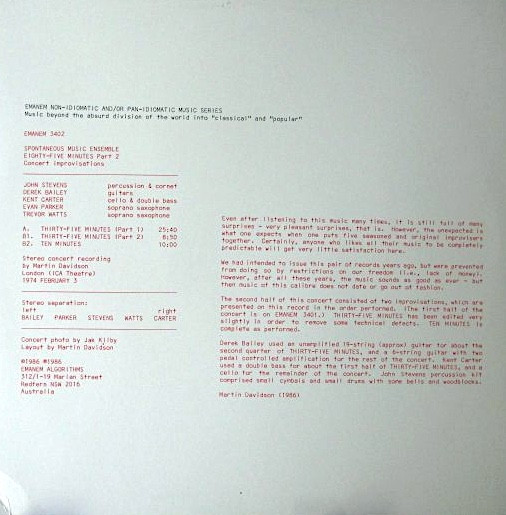 EMANEM NON-IDIOMATIC AND/OR PAN-IDIOMATIC MUSIC SERIES
Music beyond the absurd division of the world into "classical" and "popular"
EMANEM 3402
SPONTANEOUS MUSIC ENSEMBLE
EIGHTY-FIVE MINUTES Part 2
Concert improvisations
JOHN STEVENS percussion & cornet
DEREK BAILEY guitars
KENT CARTER cello & double bass
EVAN PARKER soprano saxophone
TREVOR WATTS soprano saxophone
A. THIRTY-FIVE MINUTES (Part 1) 25:40
B1. THIRTY-FIVE MINUTES (Part 2) 8:50
B2. TEN MINUTES 10:00
Stereo concert recording
by Martin Davidson
London (ICA Theatre)
1974 FEBRUARY 3
Stereo separation:
left right
BAILEY PARKER STEVENS WATTS CARTER
Concert photo by Jak Kilby
Layout by Martin Davidson
©1986 ℗1986
EMANEM ALGORITHMS
312/1-19 Marian Street
Redfern NSW 2016
Australia
Even after listening to this music many times, it is still full of many
surprises - very pleasant surprises, that is. However, the unexpected is
what one expects when one puts five seasoned and original improvisers
together. Certainly, anyone who likes all their music to be completely
predictable will get very little satisfaction here.
We had intended to issue this pair of records years ago, but were prevented
from doing so by restrictions on our freedom (i.e., lack of money).
However, after all these years, the music sounds as good as ever - but
then music of this calibre does not date or go out of fashion.
The second half of this concert consisted of two improvisations, which are
presented on this record in the order performed. (The first half of the
concert is on EMANEM 3401.) THIRTY-FIVE MINUTES has been edited very
slightly in order to remove some technical defects. TEN MINUTES is
complete as performed.
Derek Bailey used an unamplified 19-string (approx) guitar for about the
second quarter of THIRTY-FIVE MINUTES, and a 6-string guitar with two
pedal controlled amplification for the rest of the concert. Kent Carter
used a double bass for about the first half of THIRTY-FIVE MINUTES, and a
cello for the remainder of the concert. John Stevens percussion kit
comprised small cymbals and small drums with some bells and woodblocks.
Martin Davidson (1986)